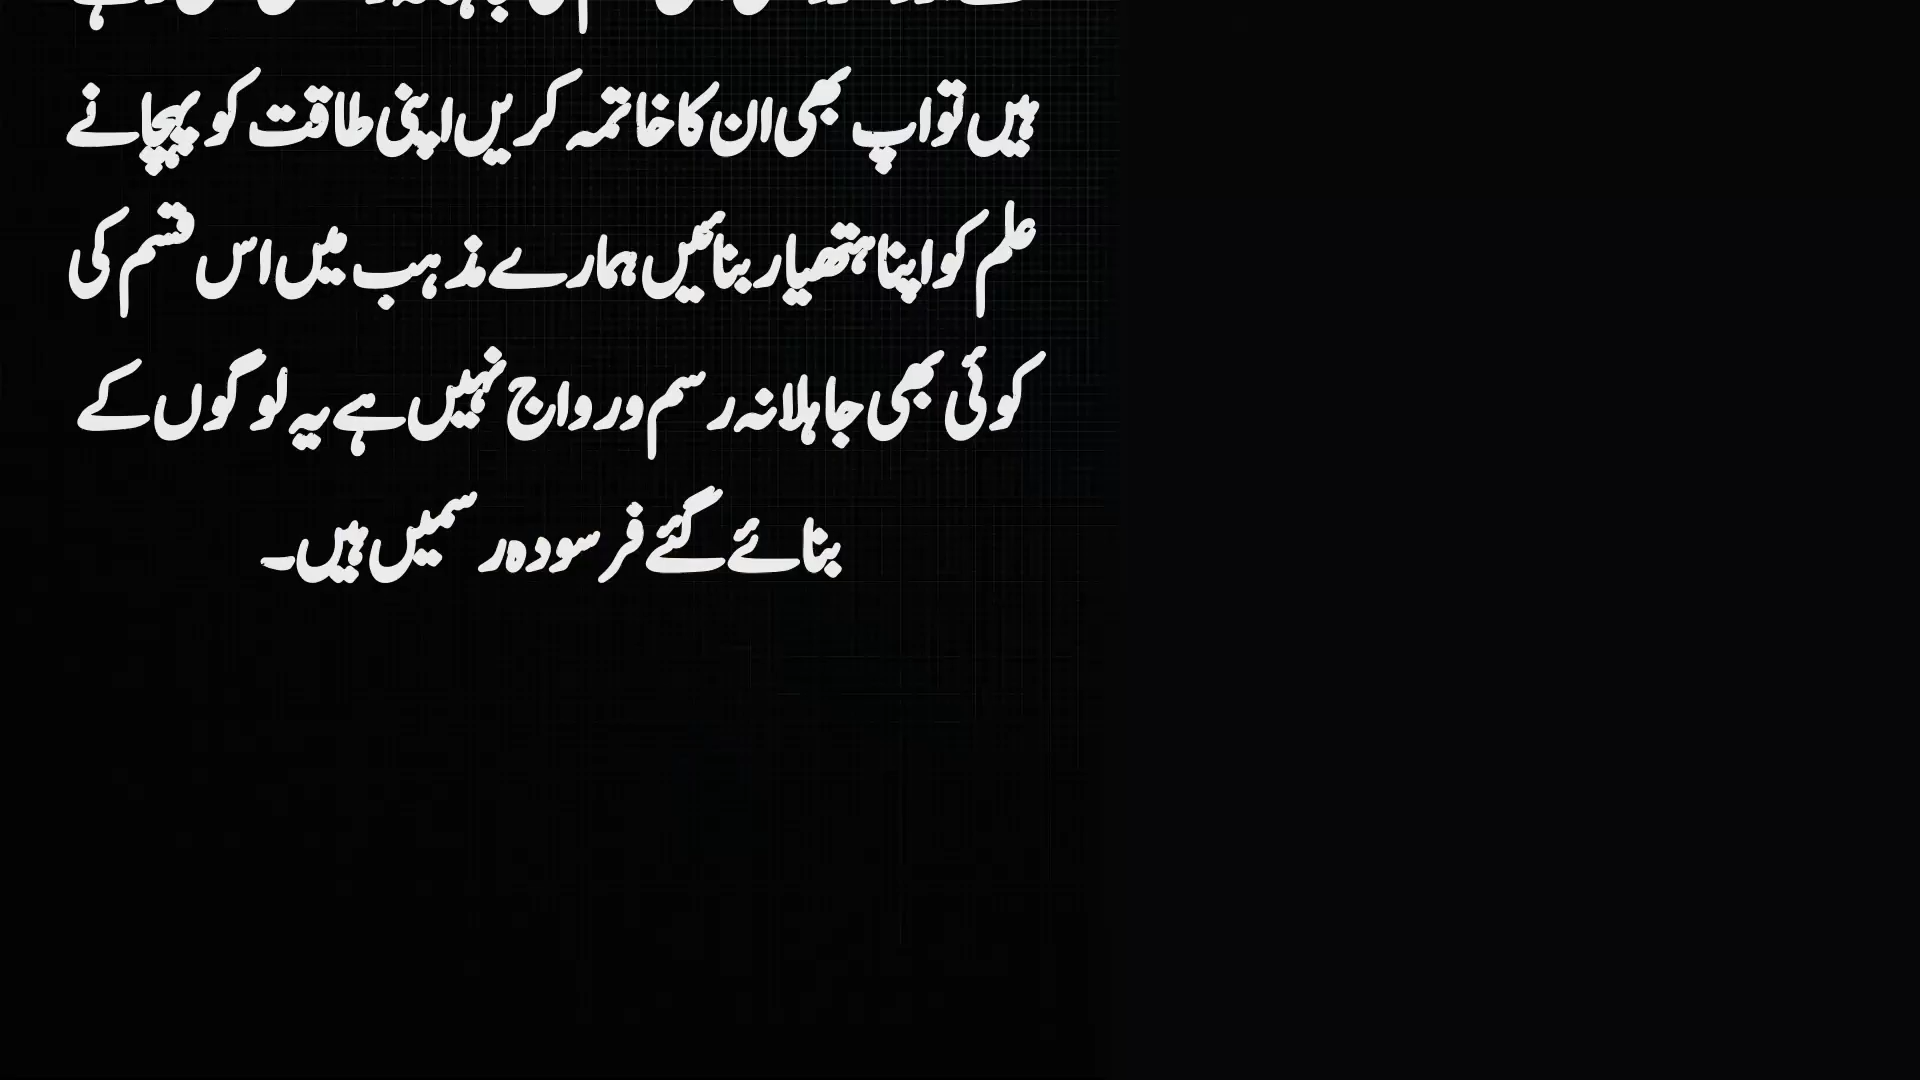 ہیں تو اپ بھی ان کا خاتمہ کریں اپنی طاقت کو پہچانے
علم کو اپنا ہتھیار بنائیں ہمارے مذہب میں اس قسم کی
کوئی بھی جاہلانہ رسم و رواج نہیں ہے یہ لوگوں کے
بنائے گئے فرسودہ رسمیں ہیں۔